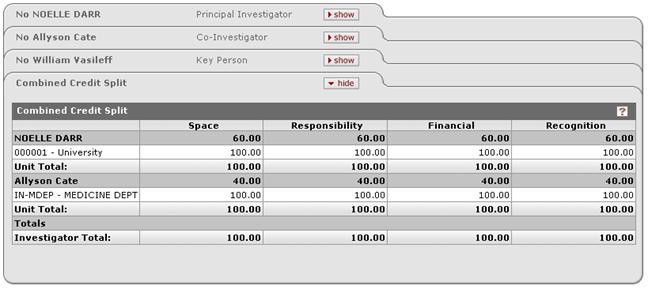 No NOELLE DARR Principal Investigator show
No Allyson Cate Co-Investigator show
No William Vasileff Key Person show
Combined Credit Split hide
Combined Credit Split ?
Space Responsibility Financial Recognition
NOELLE DARR 60.00 60.00 60.00 60.00
000001 - University 100.00 100.00 100.00 100.00
Unit Total: 100.00 100.00 100.00 100.00
Allyson Cate 40.00 40.00 40.00 40.00
IN-MDEP - MEDICINE DEPT 100.00 100.00 100.00 100.00
Unit Total: 100.00 100.00 100.00 100.00
Totals
Investigator Total: 100.00 100.00 100.00 100.00